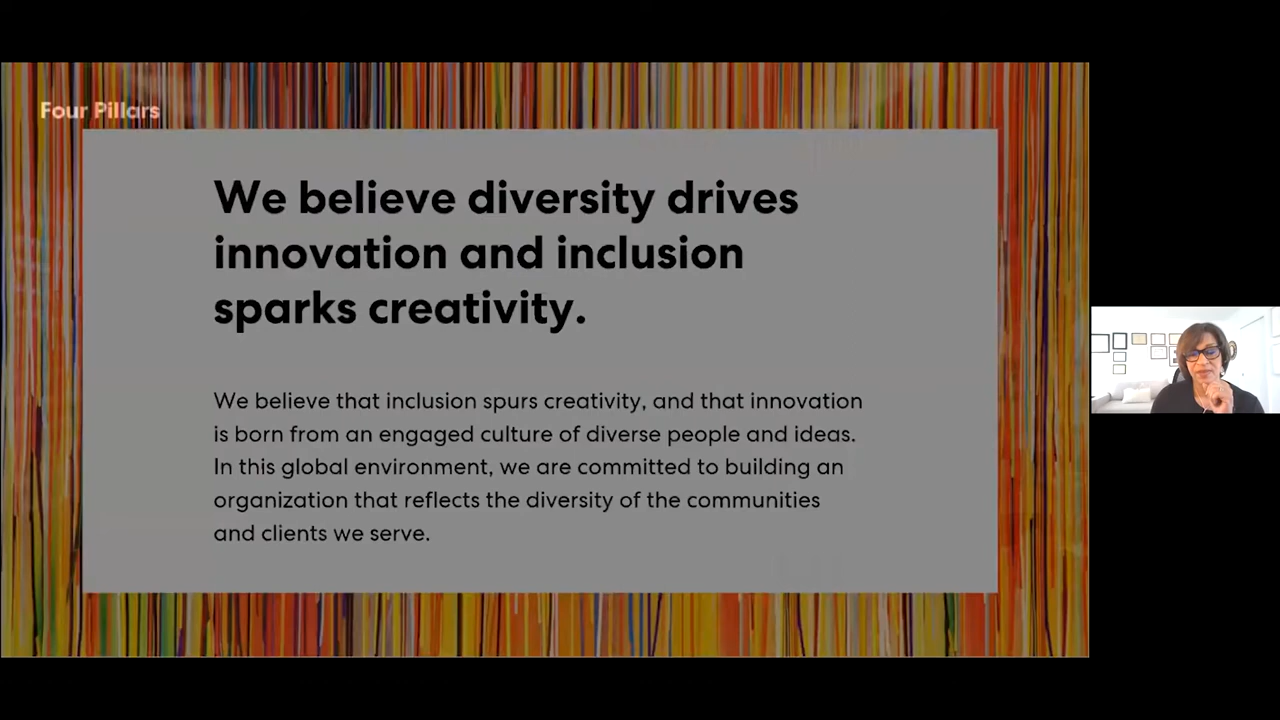 Four Pillars
We believe diversity drives
innovation and inclusion
sparks creativity.
We believe that inclusion spurs creativity, and that innovation
is born from an engaged culture of diverse people and ideas.
In this global environment, we are committed to building an
organization that reflects the diversity of the communities
and clients we serve.